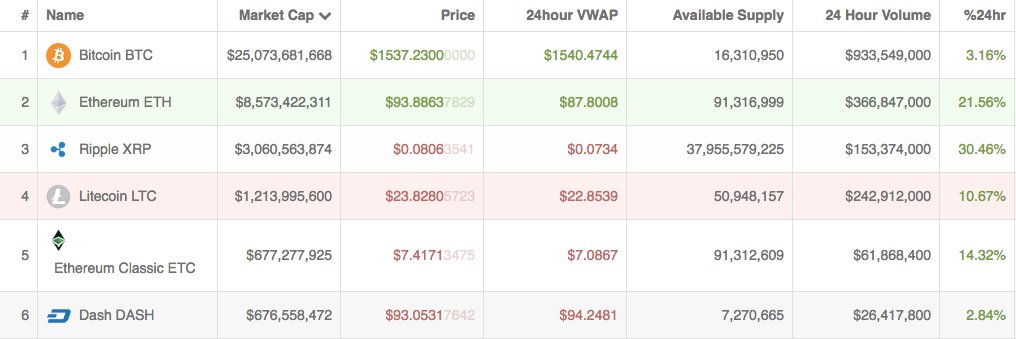 # Name Market Cap Price 24hour VWAP Available Supply 24 Hour Volume %24hr
1 Bitcoin BTC $25,073,681,668 $1537.23000000 $1540.4744 16,310,950 $933,549,000 3.16%
2 Ethereum ETH $8,573,422,311 $93.88637829 $87.8008 91,316,999 $366,847,000 21.56%
3 Ripple XRP $3,060,563,874 $0.08063541 $0.0734 37,955,579,225 $153,374,000 30.46%
4 Litecoin LTC $1,213,995,600 $23.82805723 $22.8539 50,948,157 $242,912,000 10.67%
5 Ethereum Classic ETC $677,277,925 $7.41713475 $7.0867 91,312,609 $61,868,400 14.32%
6 Dash DASH $676,558,472 $93.05317642 $94.2481 7,270,665 $26,417,800 2.84%